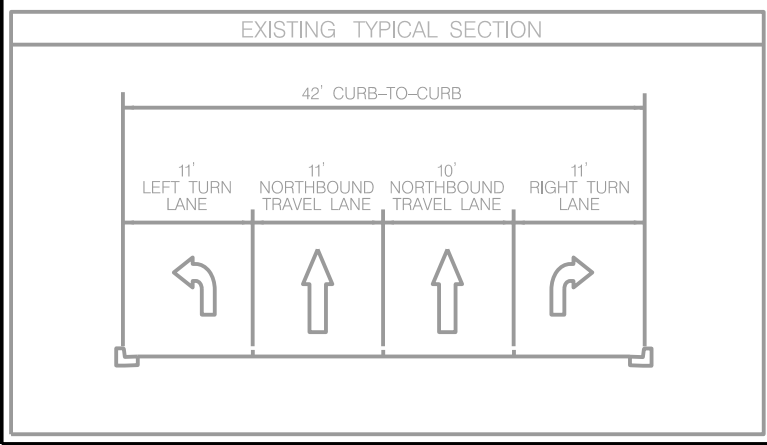 EXISTING TYPICAL SECTION
42' CURB–TO–CURB
11'
LEFT TURN
LANE
11'
NORTHBOUND
TRAVEL LANE
10'
NORTHBOUND
TRAVEL LANE
11'
RIGHT TURN
LANE